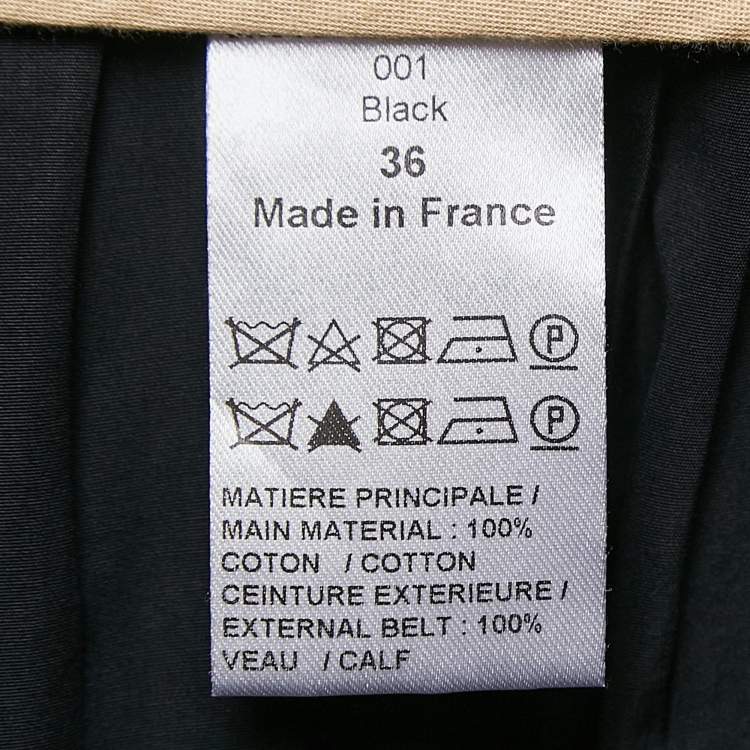 001
Black
36
Made in France
P
P
MATIERE PRINCIPALE /
MAIN MATERIAL : 100%
COTON / COTTON
CEINTURE EXTERIEURE /
EXTERNAL BELT : 100%
VEAU / CALF